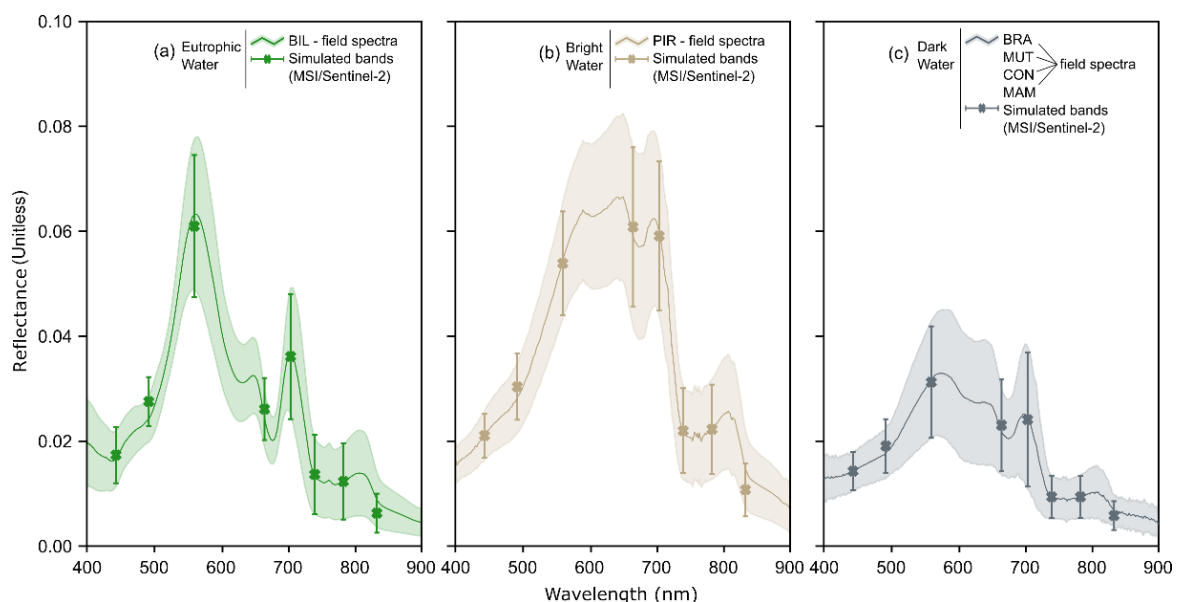 0.10
0.08
0.06
0.04
0.02
0.00
Reflectance (Unitless)
(a) Eutrophic
Water
BIL - field spectra
Simulated bands
(MSI/Sentinel-2)
400 500 600 700 800 900
(b) Bright
Water
PIR - field spectra
Simulated bands
(MSI/Sentinel-2)
400 500 600 700 800 900
Wavelength (nm)
(c) Dark
Water
BRA
MUT
CON
MAM
field spectra
Simulated bands
(MSI/Sentinel-2)
400 500 600 700 800 900